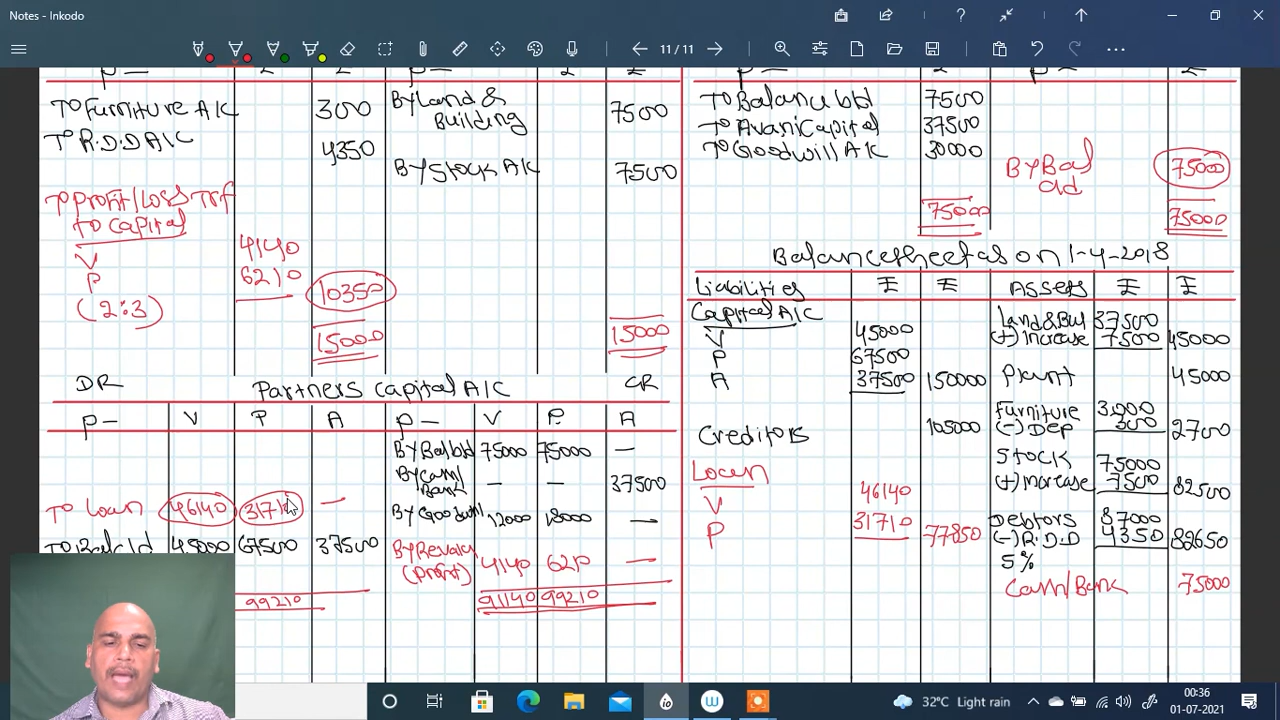 Notes - Inkodo
11/11
P – ₹ ₹ P – ₹ ₹
To Furniture A/C 300 By Land & Building 7500
To R.D.D A/C 4350
By Stock A/C 7500
To Profit/Loss Trf to Capital
V 4140
P 6210 10350
(2:3)
15000 15000
To Balance b/d 7500
To Avani Capital 37500
To Goodwill A/C 30000
By Bal c/d 75000
75000 75000
DR Partners Capital A/C CR
P – V P A P – V P A
By Bal b/d 75000 75000 —
By Cash/Bank — — 37500
To Loan 46140 31710 — By Goodwill 12000 18000 —
To Bal c/d 45000 67500 37500 By Reval (Profit) 4140 6210 —
99210 91140 99210
Balance sheet as on 1-4-2018
Liabilities ₹ ₹ Assets ₹ ₹
Capital A/C Land & Buil 37500
V 45000 (+) Increase 7500 45000
P 67500
A 37500 150000 Plant 45000
Creditors 105000 Furniture 3000
(-) Dep 300 2700
Loan Stock 75000
V 46140 (+) Increase 7500 82500
P 31710 77850 Debtors 87000
(-) R.D.D 4350 82650
5%
Cash/Bank 75000
32°C Light rain
00:36
01-07-2021